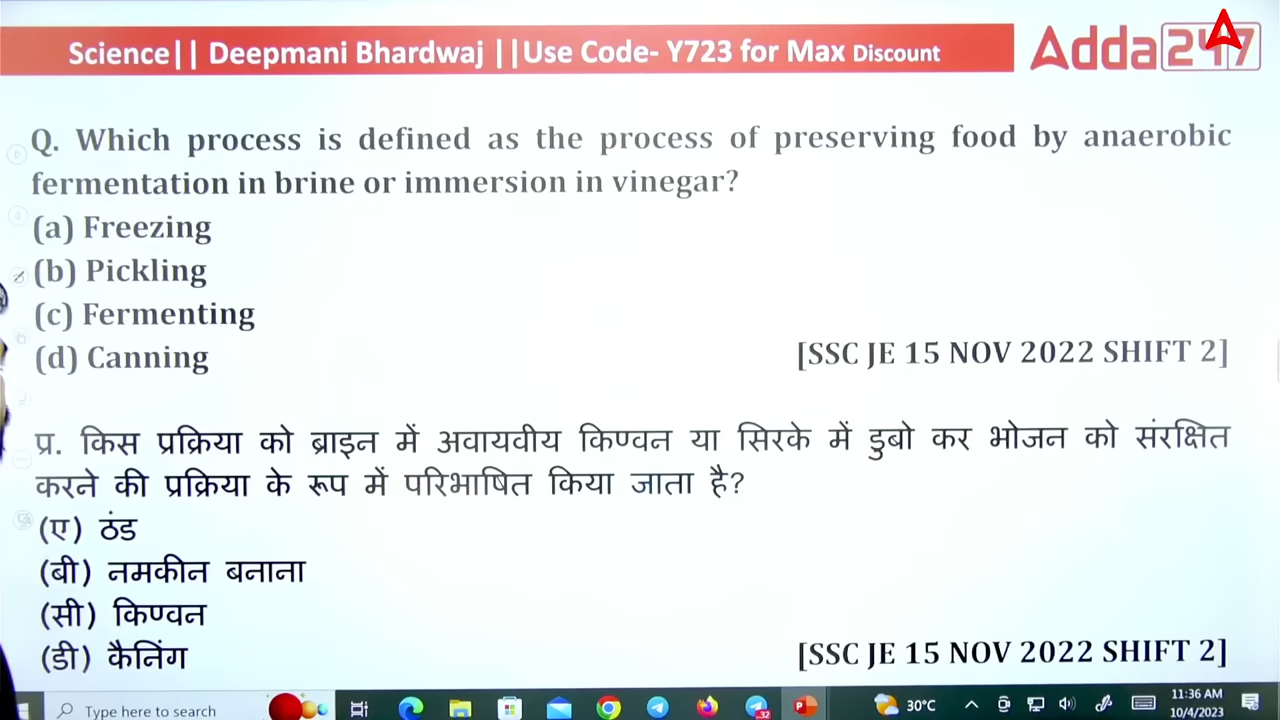 Science|| Deepmani Bhardwaj ||Use Code- Y723 for Max Discount
Adda247
Q. Which process is defined as the process of preserving food by anaerobic
fermentation in brine or immersion in vinegar?
(a) Freezing
(b) Pickling
(c) Fermenting
(d) Canning
[SSC JE 15 NOV 2022 SHIFT 2]
प्र. किस प्रक्रिया को ब्राइन में अवायवीय किण्वन या सिरके में डुबो कर भोजन को संरक्षित
करने की प्रक्रिया के रूप में परिभाषित किया जाता है?
(ए) ठंड
(बी) नमकीन बनाना
(सी) किण्वन
(डी) कैनिंग
[SSC JE 15 NOV 2022 SHIFT 2]
Type here to search
30°C
11:36 AM
10/4/2023